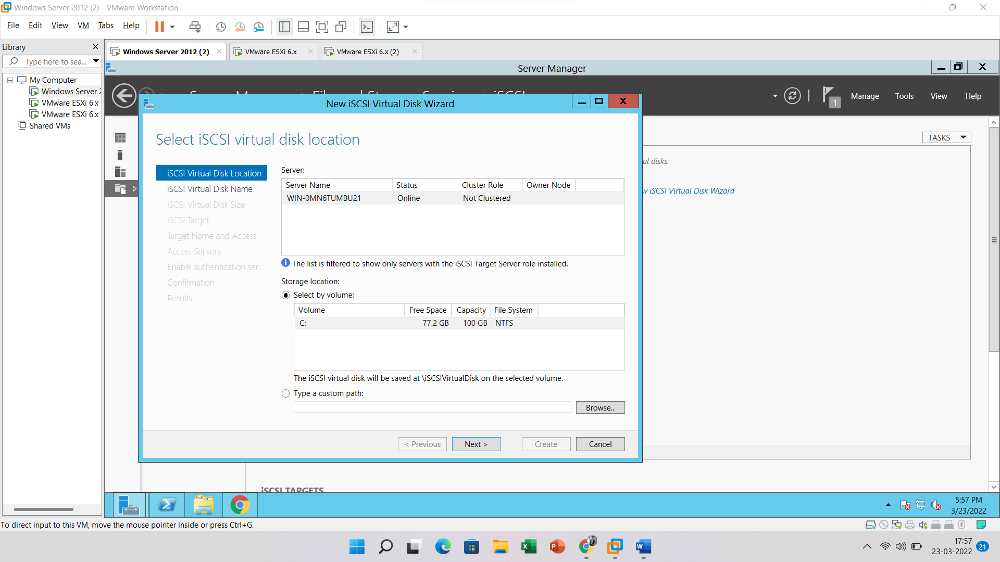 Windows Server 2012 (2) - VMware Workstation
File Edit View VM Tabs Help
Library
Type here to sea...
My Computer
Windows Server 2
VMware ESXi 6.x
VMware ESXi 6.x
Shared VMs
Windows Server 2012 (2)
VMware ESXi 6.x
VMware ESXi 6.x (2)
Server Manager
1
Manage Tools View Help
TASKS
al disks.
w iSCSI Virtual Disk Wizard
New iSCSI Virtual Disk Wizard
Select iSCSI virtual disk location
iSCSI Virtual Disk Location
iSCSI Virtual Disk Name
iSCSI Virtual Disk Size
iSCSI Target
Target Name and Access
Access Servers
Enable authentication ser...
Confirmation
Results
Server:
Server Name Status Cluster Role Owner Node
WIN-0MN6TUMBU21 Online Not Clustered
The list is filtered to show only servers with the iSCSI Target Server role installed.
Storage location:
Select by volume:
Volume Free Space Capacity File System
C: 77.2 GB 100 GB NTFS
The iSCSI virtual disk will be saved at \iSCSIVirtualDisk on the selected volume.
Type a custom path:
Browse...
< Previous Next > Create Cancel
iSCSI TARGETS
5:57 PM
3/23/2022
To direct input to this VM, move the mouse pointer inside or press Ctrl+G.
17:57
23-03-2022
21